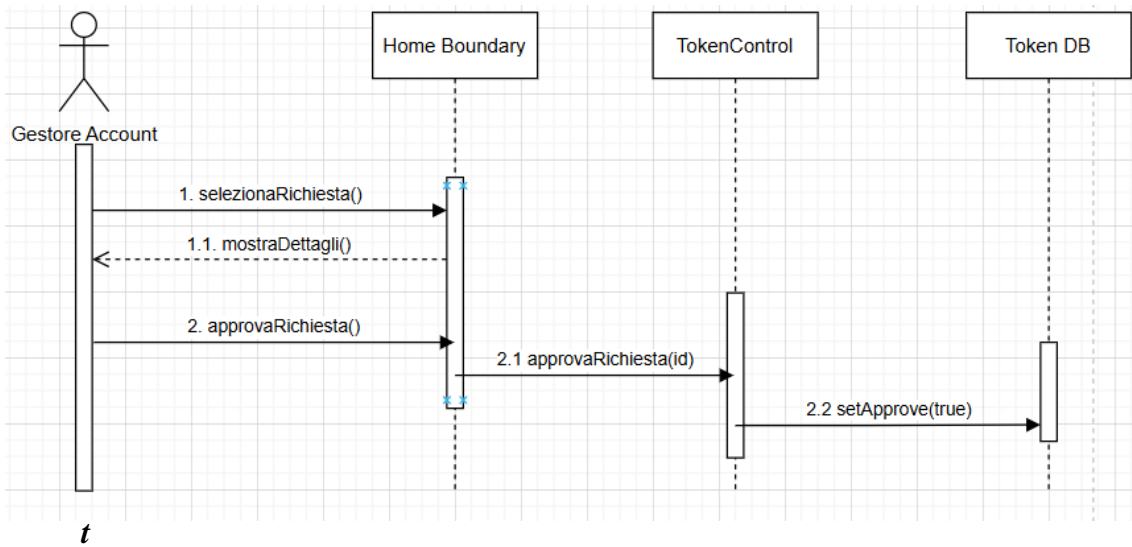 Home Boundary
TokenControl
Token DB
Gestore Account
1. selezionaRichiesta()
1.1. mostraDettagli()
2. approvaRichiesta()
2.1 approvaRichiesta(id)
2.2 setApprove(true)
t